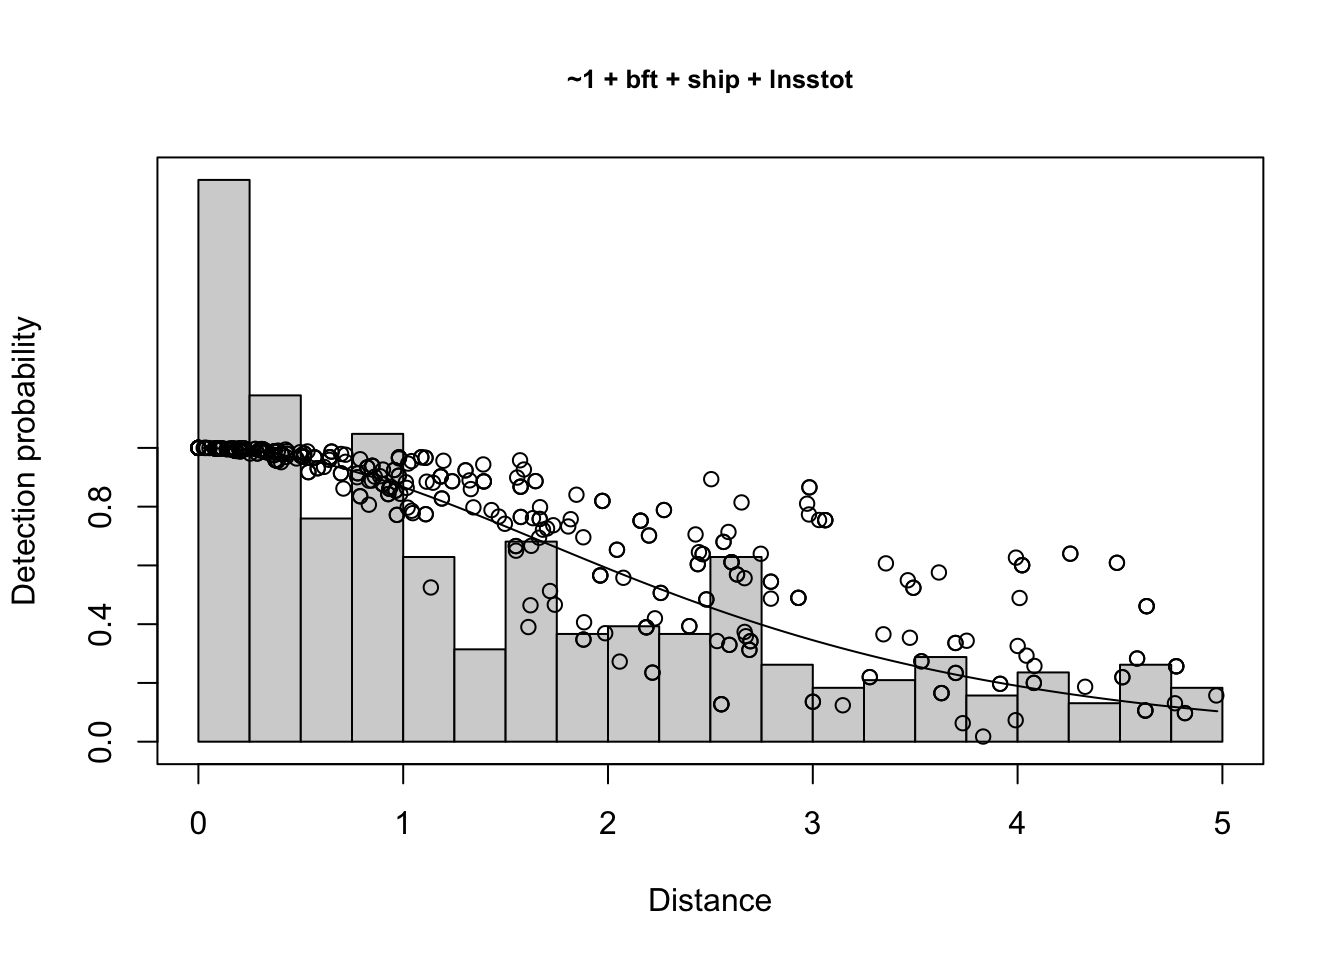 ~1 + bft + ship + lnsstot
Detection probability
0.8
0.4
0.0
0 1 2 3 4 5
Distance